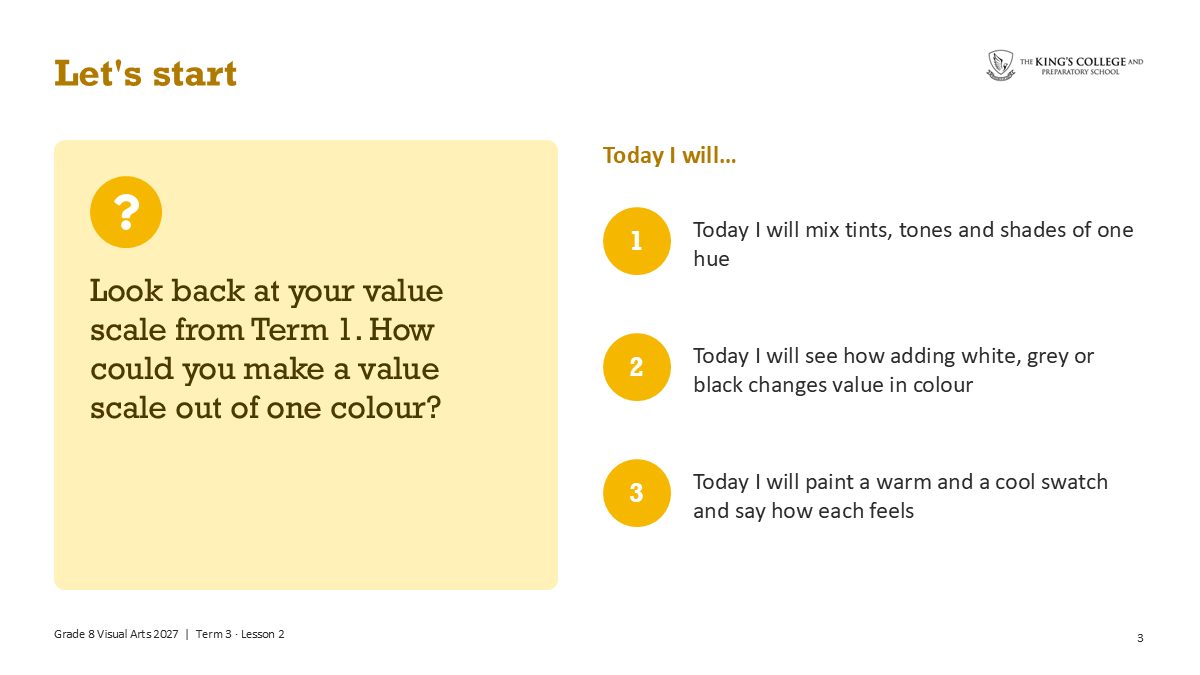 Let's start
THE KING'S COLLEGE AND
PREPARATORY SCHOOL
?
Look back at your value
scale from Term 1. How
could you make a value
scale out of one colour?
Today I will...
1
Today I will mix tints, tones and shades of one
hue
2
Today I will see how adding white, grey or
black changes value in colour
3
Today I will paint a warm and a cool swatch
and say how each feels
Grade 8 Visual Arts 2027 | Term 3 · Lesson 2
3